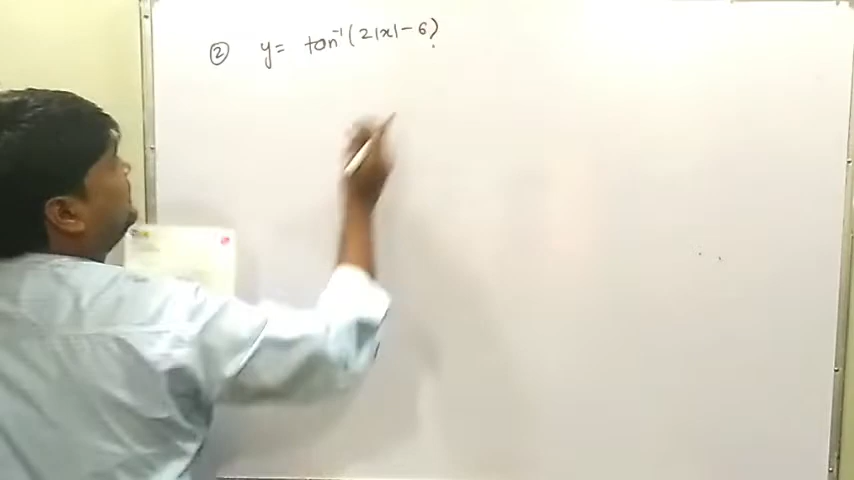 ② y = tan⁻¹(2|x|-6)